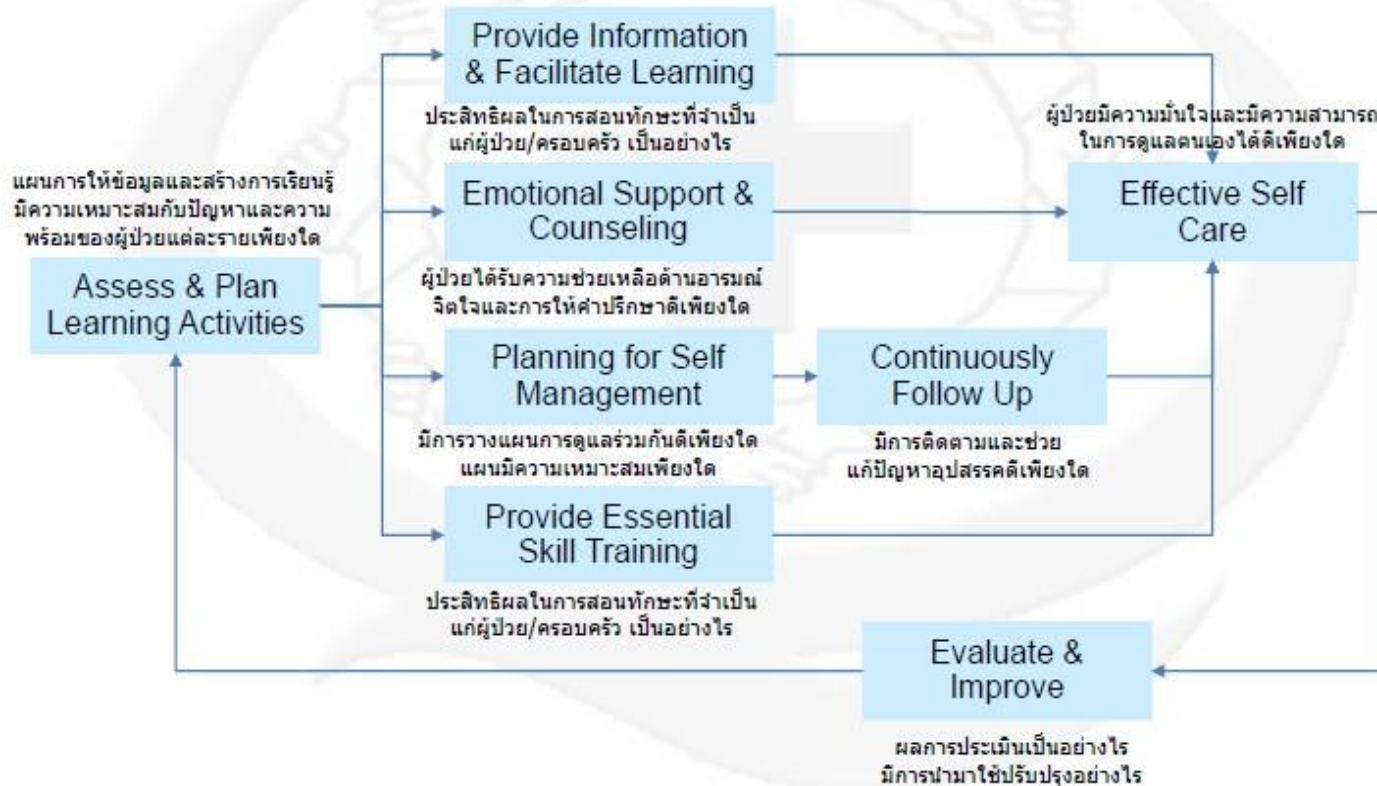 Provide Information
& Facilitate Learning
ประสิทธิผลในการสอนทักษะที่จำเป็น
แก่ผู้ป่วย/ครอบครัว เป็นอย่างไร
ผู้ป่วยมีความมั่นใจและมีความสามารถ
ในการดูแลตนเองได้ดีเพียงใด
แผนการให้ข้อมูลและสร้างการเรียนรู้
มีความเหมาะสมกับปัญหาและความ
พร้อมของผู้ป่วยแต่ละรายเพียงใด
Assess & Plan
Learning Activities
Emotional Support &
Counseling
ผู้ป่วยได้รับความช่วยเหลือด้านอารมณ์
จิตใจและการให้คำปรึกษาดีเพียงใด
Effective Self
Care
Planning for Self
Management
มีการวางแผนการดูแลร่วมกันดีเพียงใด
แผนมีความเหมาะสมเพียงใด
Continuously
Follow Up
มีการติดตามและช่วย
แก้ปัญหาอุปสรรคดีเพียงใด
Provide Essential
Skill Training
ประสิทธิผลในการสอนทักษะที่จำเป็น
แก่ผู้ป่วย/ครอบครัว เป็นอย่างไร
Evaluate &
Improve
ผลการประเมินเป็นอย่างไร
มีการนำมาใช้ปรับปรุงอย่างไร